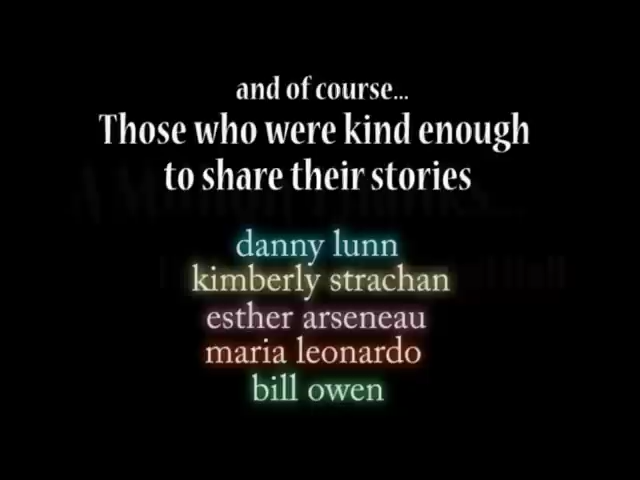 and of course...
Those who were kind enough
to share their stories
danny lunn
kimberly strachan
esther arseneau
maria leonardo
bill owen